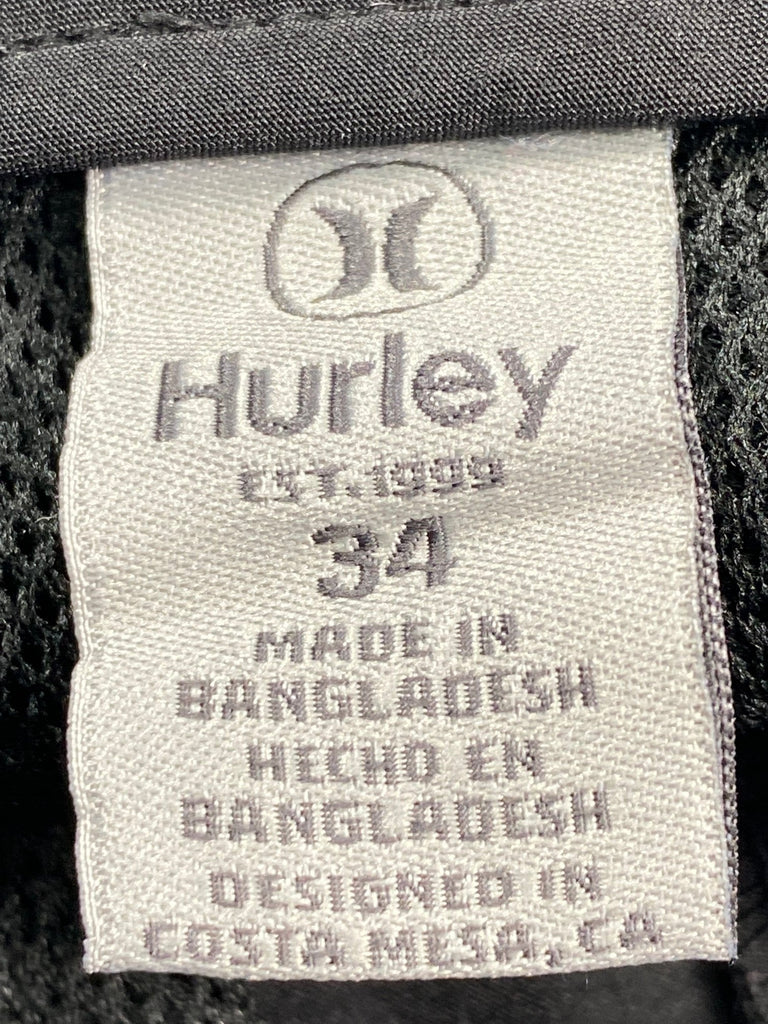 Hurley
EST.1999
34
MADE IN
BANGLADESH
HECHO EN
BANGLADESH
DESIGNED IN
COSTA MESA, CA